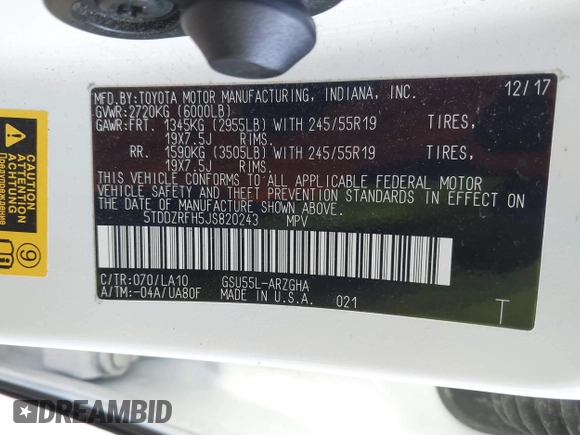 MFD.BY:TOYOTA MOTOR MANUFACTURING, INDIANA, INC. 12/17
GVWR:2720KG (6000LB)
GAWR:FRT. 1345KG (2955LB) WITH 245/55R19 TIRES,
19X7.5J RIMS.
RR. 1590KG (3505LB) WITH 245/55R19 TIRES,
19X7.5J RIMS.
THIS VEHICLE CONFORMS TO ALL APPLICABLE FEDERAL MOTOR
VEHICLE SAFETY AND THEFT PREVENTION STANDARDS IN EFFECT ON
THE DATE OF MANUFACTURE SHOWN ABOVE.
5TDDZRFH5JS820243 MPV
C/TR:070/LA10 GSU55L-ARZGHA
A/TM:-04A/UA80F MADE IN U.S.A. 021
T
ATTENTION
ACHTUNG
9
DREAMBID